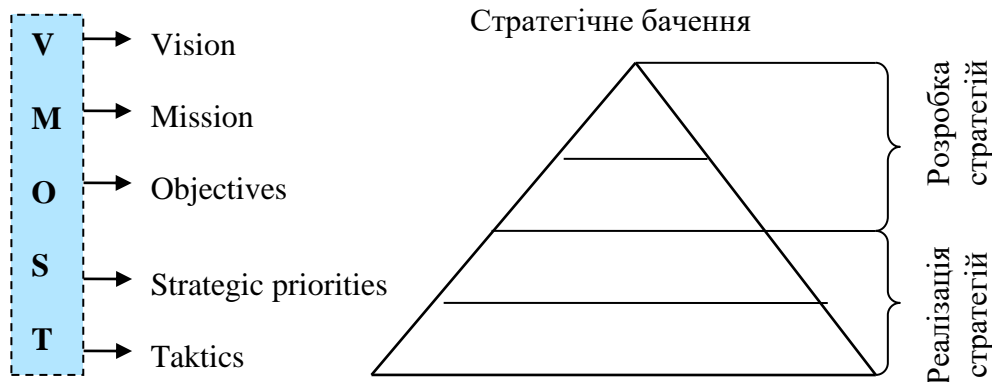 Стратегічне бачення
V
Vision
M
Mission
O
Objectives
S
Strategic priorities
T
Taktics
Розробка
стратегій
Реалізація
стратегій